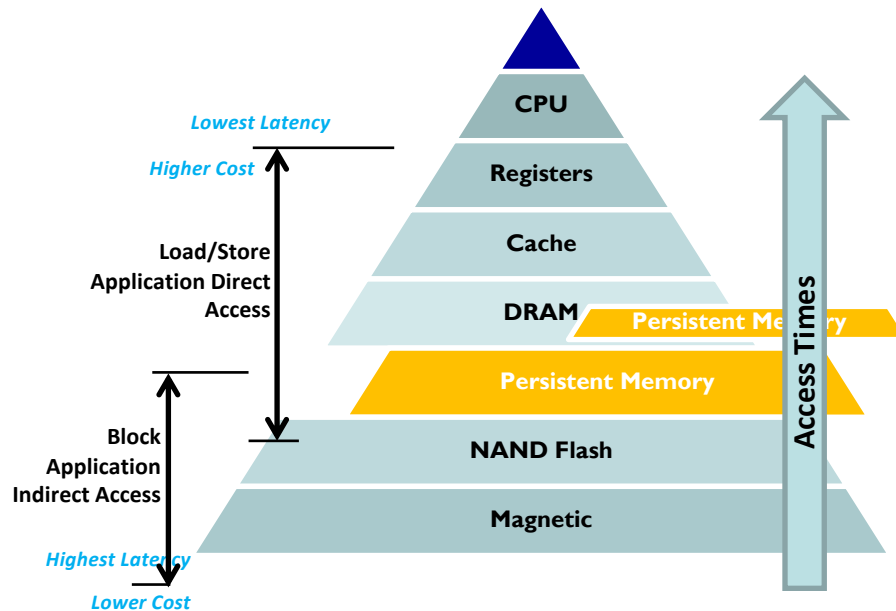 CPU
Lowest Latency
Higher Cost
Registers
Cache
Load/Store
Application Direct
Access
DRAM
Persistent Memory
Persistent Memory
Block
Application
Indirect Access
NAND Flash
Magnetic
Highest Latency
Lower Cost
Access Times